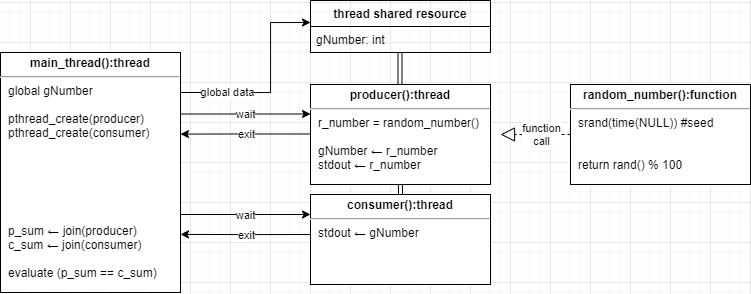 thread shared resource
gNumber: int
main_thread():thread
global gNumber
pthread_create(producer)
pthread_create(consumer)
p_sum ← join(producer)
c_sum ← join(consumer)
evaluate (p_sum == c_sum)
global data
wait
exit
wait
exit
producer():thread
r_number = random_number()
gNumber ← r_number
stdout ← r_number
consumer():thread
stdout ← gNumber
function
call
random_number():function
srand(time(NULL)) #seed
return rand() % 100